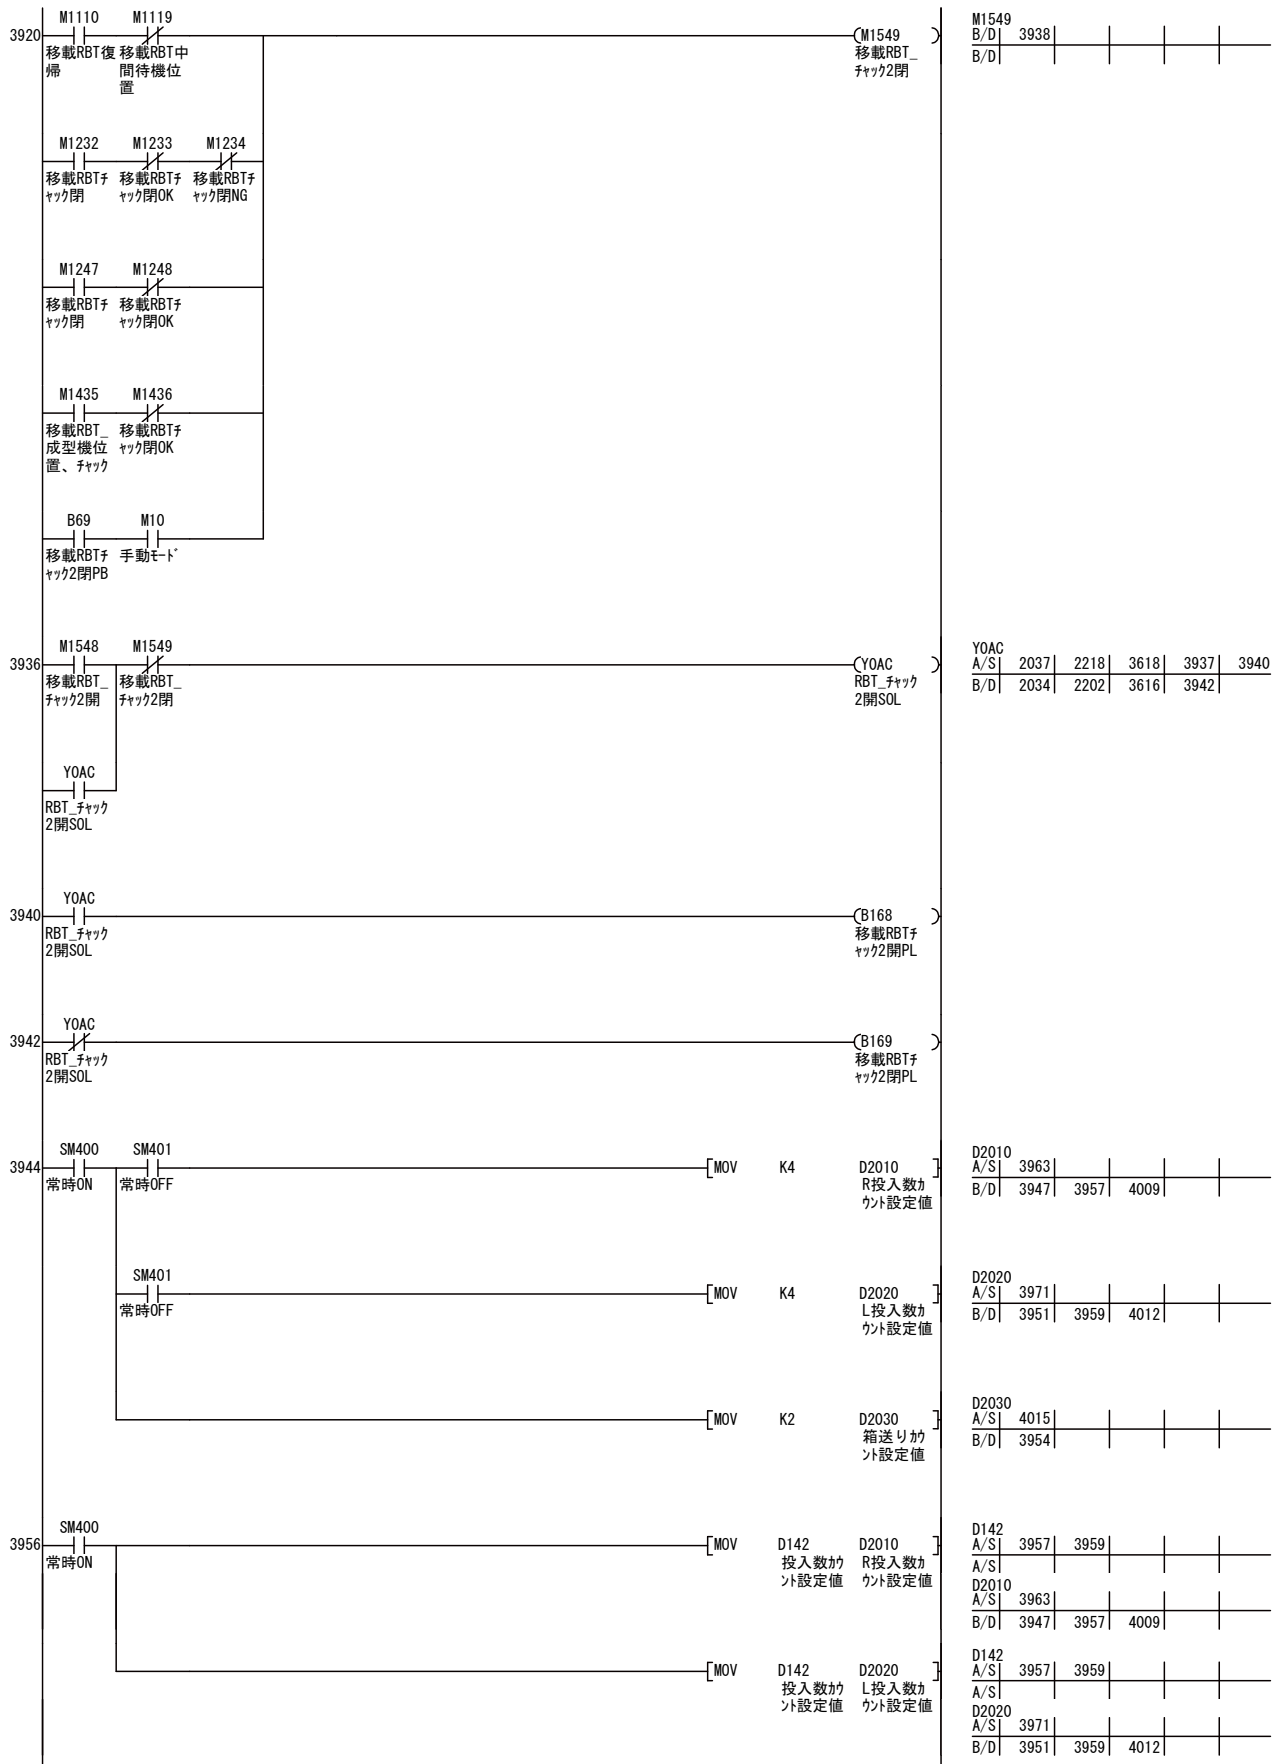 M1110 M1119
3920
移載RBT復 移載RBT中
帰 間待機位
置
(M1549 )
移載RBT_
ﾁｬｯｸ2閉
M1549
B/D| 3938| | | |
B/D| | | | |
M1232 M1233 M1234
移載RBTﾁ 移載RBTﾁ 移載RBTﾁ
ｬｯｸ閉 ｬｯｸ閉OK ｬｯｸ閉NG
M1247 M1248
移載RBTﾁ 移載RBTﾁ
ｬｯｸ閉 ｬｯｸ閉OK
M1435 M1436
移載RBT_ 移載RBTﾁ
成型機位 ｬｯｸ閉OK
置、ﾁｬｯｸ
B69 M10
移載RBTﾁ 手動ﾓｰﾄﾞ
ｬｯｸ2閉PB
M1548 M1549
3936
移載RBT_ 移載RBT_
ﾁｬｯｸ2開 ﾁｬｯｸ2閉
(Y0AC )
RBT_ﾁｬｯｸ
2開SOL
Y0AC
A/S| 2037| 2218| 3618| 3937| 3940
B/D| 2034| 2202| 3616| 3942|
Y0AC
RBT_ﾁｬｯｸ
2開SOL
Y0AC
3940
RBT_ﾁｬｯｸ
2開SOL
(B168 )
移載RBTﾁ
ｬｯｸ2開PL
Y0AC
3942
RBT_ﾁｬｯｸ
2開SOL
(B169 )
移載RBTﾁ
ｬｯｸ2閉PL
SM400 SM401
3944
常時ON 常時OFF
[MOV K4 D2010 ]
R投入数ｶ
ｳﾝﾄ設定値
D2010
A/S| 3963| | | |
B/D| 3947| 3957| 4009| |
SM401
常時OFF
[MOV K4 D2020 ]
L投入数ｶ
ｳﾝﾄ設定値
D2020
A/S| 3971| | | |
B/D| 3951| 3959| 4012| |
[MOV K2 D2030 ]
箱送りｶｳ
ﾝﾄ設定値
D2030
A/S| 4015| | | |
B/D| 3954| | | |
SM400
3956
常時ON
[MOV D142 D2010 ]
投入数ｶｳ R投入数ｶ
ﾝﾄ設定値 ｳﾝﾄ設定値
D142
A/S| 3957| 3959| | |
A/S| | | | |
D2010
A/S| 3963| | | |
B/D| 3947| 3957| 4009| |
[MOV D142 D2020 ]
投入数ｶｳ L投入数ｶ
ﾝﾄ設定値 ｳﾝﾄ設定値
D142
A/S| 3957| 3959| | |
A/S| | | | |
D2020
A/S| 3971| | | |
B/D| 3951| 3959| 4012| |